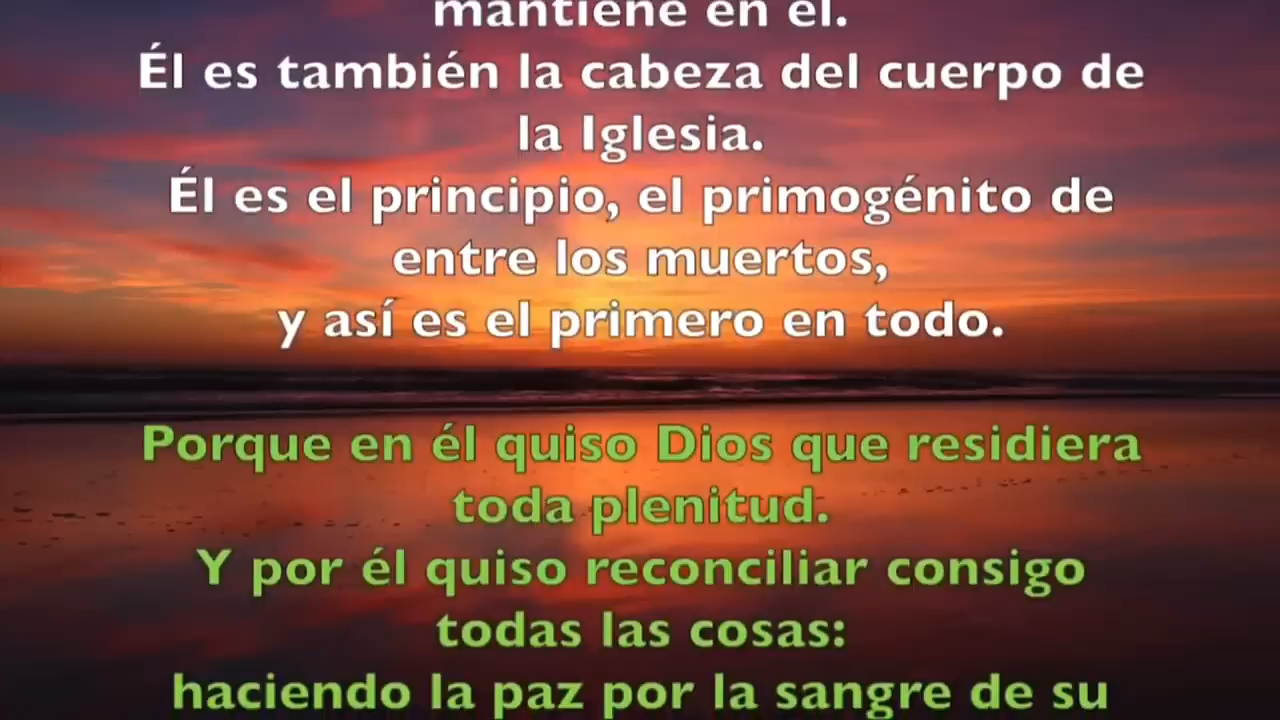 mantiene en él.
Él es también la cabeza del cuerpo de
la Iglesia.
Él es el principio, el primogénito de
entre los muertos,
y así es el primero en todo.
Porque en él quiso Dios que residiera
toda plenitud.
Y por él quiso reconciliar consigo
todas las cosas:
haciendo la paz por la sangre de su